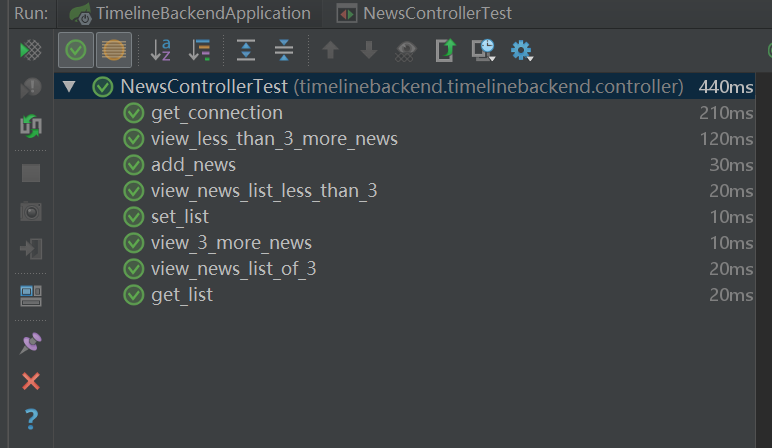 Run: TimelineBackendApplication NewsControllerTest
NewsControllerTest (timelinebackend.timelinebackend.controller) 440ms
get_connection 210ms
view_less_than_3_more_news 120ms
add_news 30ms
view_news_list_less_than_3 20ms
set_list 10ms
view_3_more_news 10ms
view_news_list_of_3 20ms
get_list 20ms